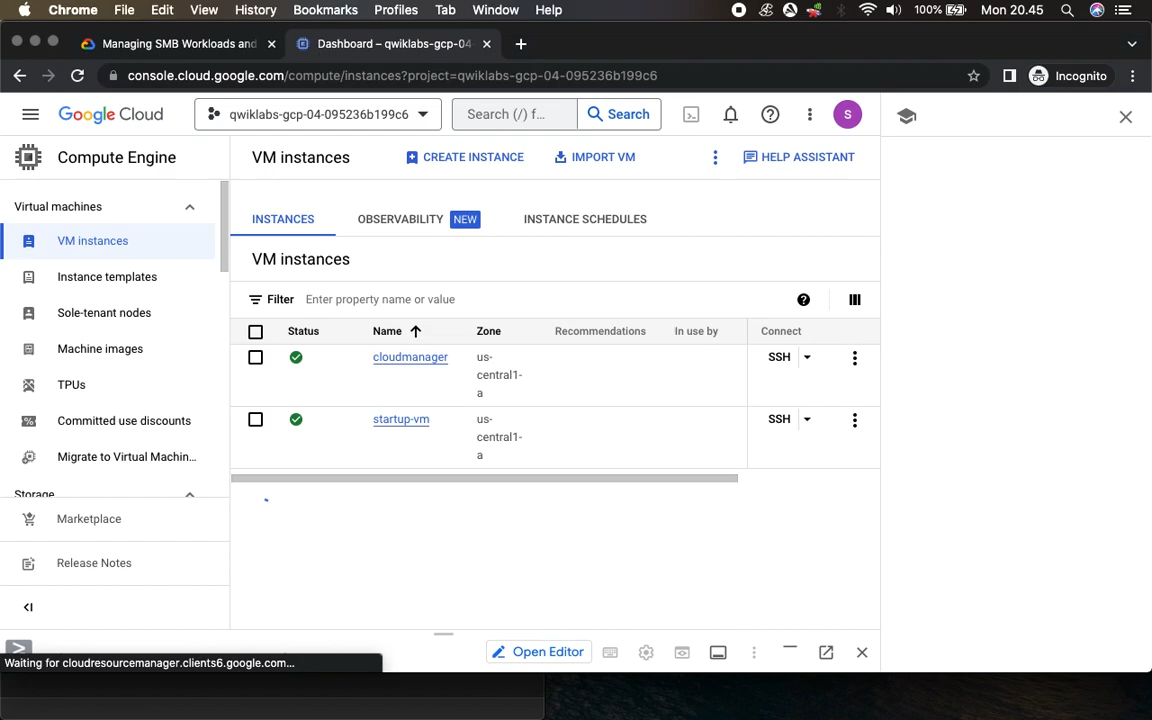 Chrome File Edit View History Bookmarks Profiles Tab Window Help 100% Mon 20.45
Managing SMB Workloads and
Dashboard – qwiklabs-gcp-04
console.cloud.google.com/compute/instances?project=qwiklabs-gcp-04-095236b199c6
Incognito
Google Cloud
qwiklabs-gcp-04-095236b199c6
Search (/) f...
Search
S
Compute Engine
VM instances
CREATE INSTANCE
IMPORT VM
HELP ASSISTANT
Virtual machines
VM instances
Instance templates
Sole-tenant nodes
Machine images
TPUs
Committed use discounts
Migrate to Virtual Machin...
Storage
Marketplace
Release Notes
INSTANCES
OBSERVABILITY NEW
INSTANCE SCHEDULES
VM instances
Filter Enter property name or value
Status Name Zone Recommendations In use by Connect
cloudmanager us-
central1-
a
SSH
startup-vm us-
central1-
a
SSH
Open Editor
Waiting for cloudresourcemanager.clients6.google.com...